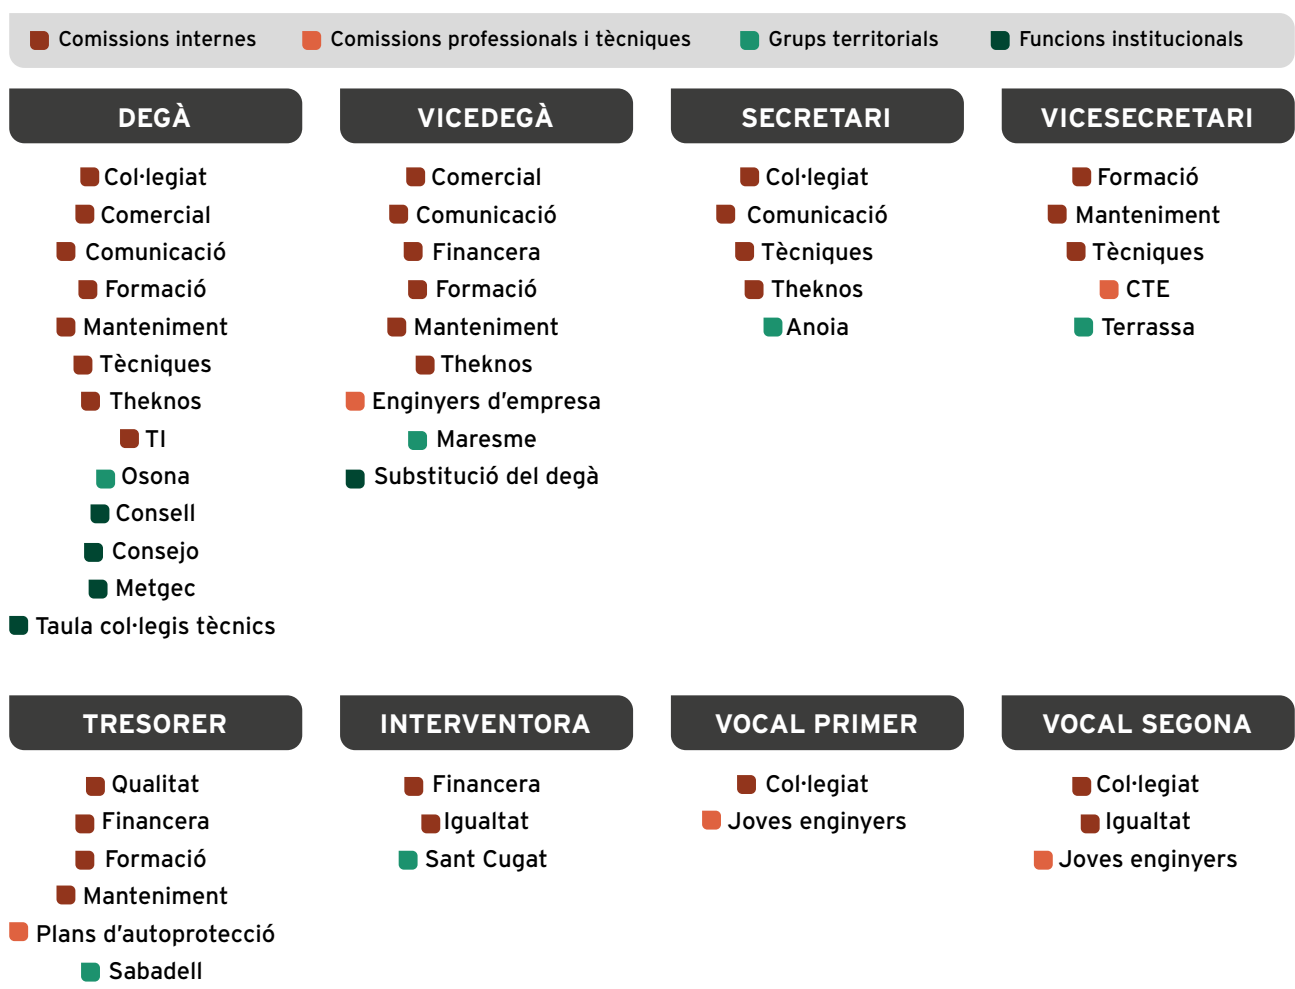 Comissions internes
Comissions professionals i tècniques
Grups territorials
Funcions institucionals
DEGÀ
Col·legiat
Comercial
Comunicació
Formació
Manteniment
Tècniques
Theknos
TI
Osona
Consell
Consejo
Metgec
Taula col·legis tècnics
VICEDEGÀ
Comercial
Comunicació
Financera
Formació
Manteniment
Theknos
Enginyers d’empresa
Maresme
Substitució del degà
SECRETARI
Col·legiat
Comunicació
Tècniques
Theknos
Anoia
VICESECRETARI
Formació
Manteniment
Tècniques
CTE
Terrassa
TRESORER
Qualitat
Financera
Formació
Manteniment
Plans d’autoprotecció
Sabadell
INTERVENTORA
Financera
Igualtat
Sant Cugat
VOCAL PRIMER
Col·legiat
Joves enginyers
VOCAL SEGONA
Col·legiat
Igualtat
Joves enginyers